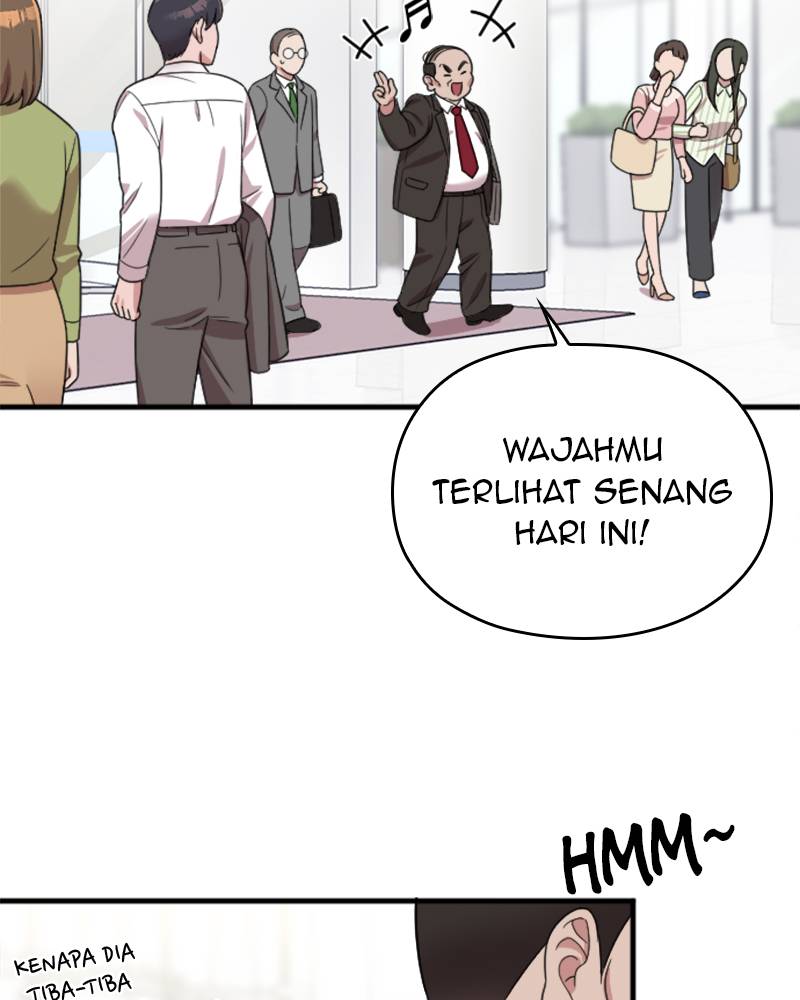 WAJAHMU
TERLIHAT SENANG
HARI INI!
HMM~
KENAPA DIA
TIBA-TIBA